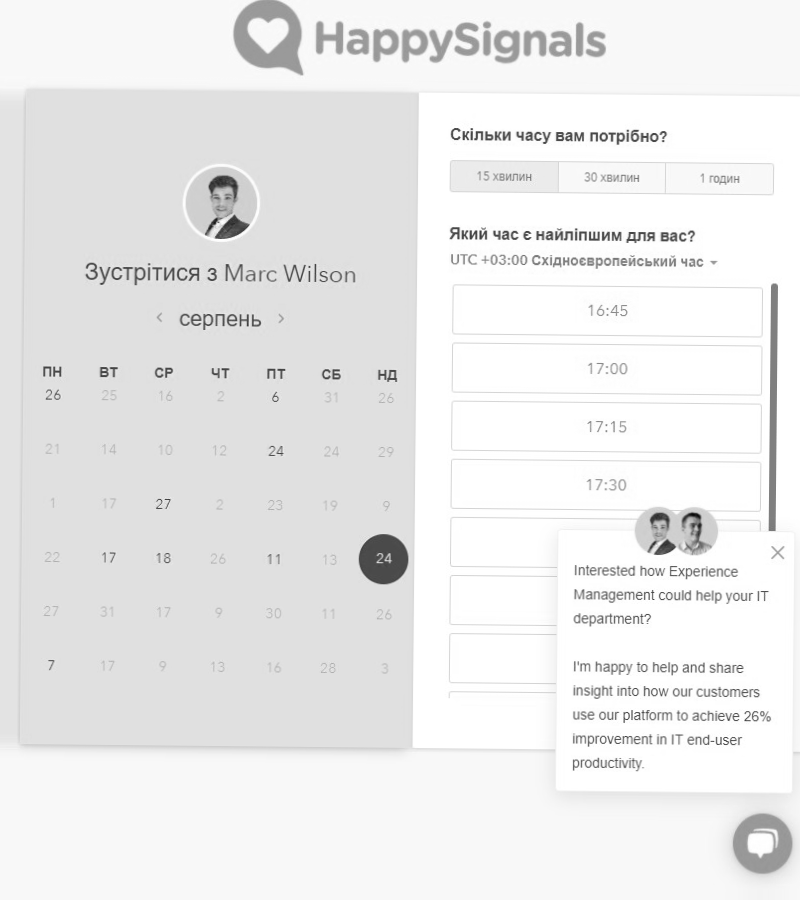 HappySignals
Зустрітися з Marc Wilson
серпень
ПН ВТ СР ЧТ ПТ СБ НД
26 25 16 2 6 31 26
21 14 10 12 24 24 29
1 17 27 2 23 19 9
22 17 18 26 11 13 24
27 31 17 9 30 11 26
7 17 9 13 16 28 3
Скільки часу вам потрібно?
15 хвилин 30 хвилин 1 годин
Який час є найліпшим для вас?
UTC +03:00 Східноєвропейський час
16:45
17:00
17:15
17:30
Interested how Experience
Management could help your IT
department?
I'm happy to help and share
insight into how our customers
use our platform to achieve 26%
improvement in IT end-user
productivity.